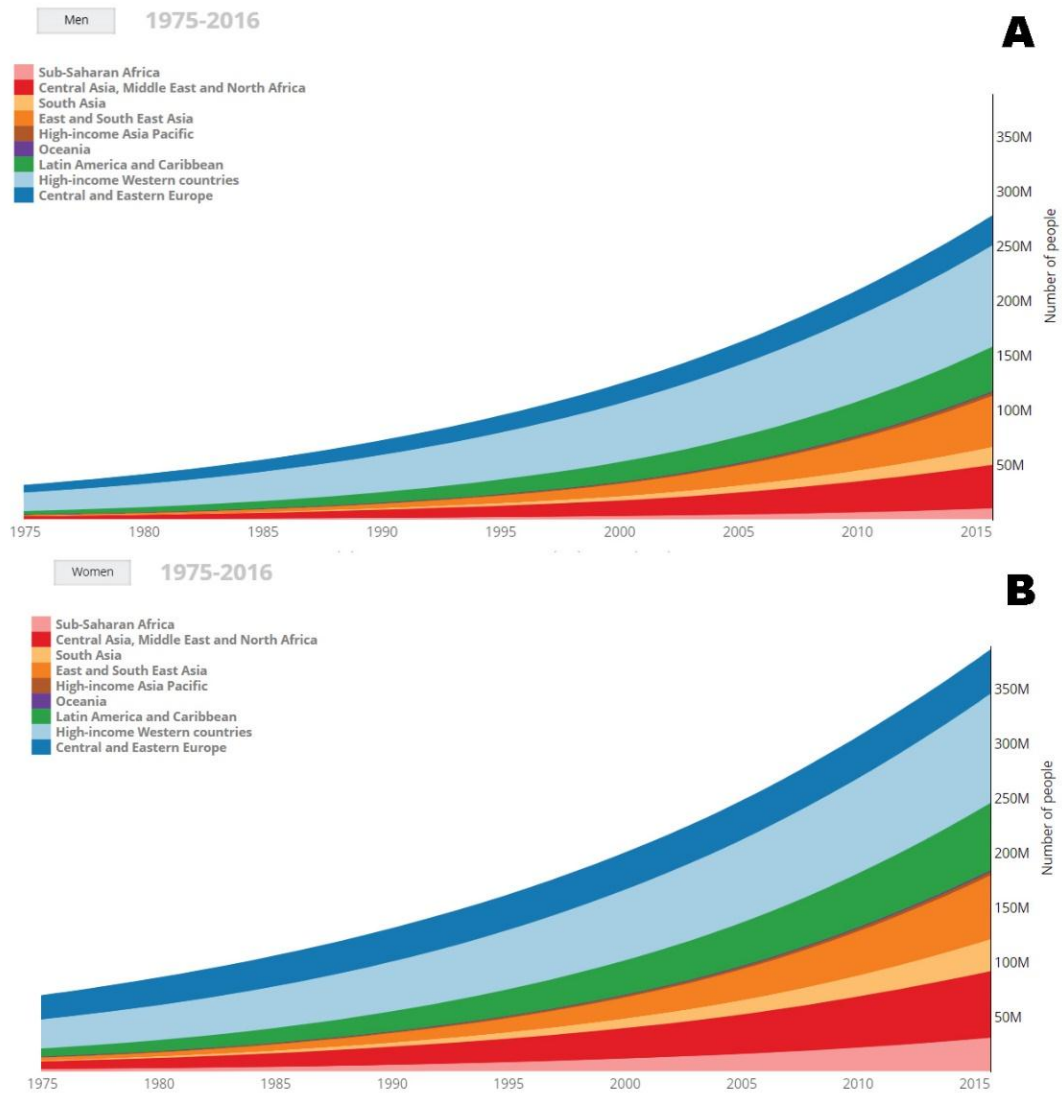 Men 1975-2016
A
Sub-Saharan Africa
Central Asia, Middle East and North Africa
South Asia
East and South East Asia
High-income Asia Pacific
Oceania
Latin America and Caribbean
High-income Western countries
Central and Eastern Europe
350M
300M
250M
200M
150M
100M
50M
Number of people
1975 1980 1985 1990 1995 2000 2005 2010 2015
Women 1975-2016
B
Sub-Saharan Africa
Central Asia, Middle East and North Africa
South Asia
East and South East Asia
High-income Asia Pacific
Oceania
Latin America and Caribbean
High-income Western countries
Central and Eastern Europe
350M
300M
250M
200M
150M
100M
50M
Number of people
1975 1980 1985 1990 1995 2000 2005 2010 2015